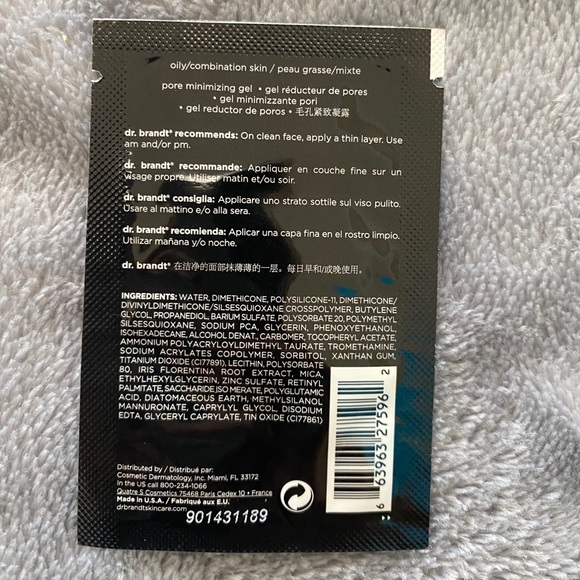 oily/combination skin / peau grasse/mixte
pore minimizing gel • gel réducteur de pores
• gel minimizzante pori
• gel reductor de poros • 毛孔紧致凝露
dr. brandt® recommends: On clean face, apply a thin layer. Use
am and/or pm.
dr. brandt® recommande: Appliquer en couche fine sur un
visage propre. Utiliser matin et/ou soir.
dr. brandt® consiglia: Applicare uno strato sottile sul viso pulito.
Usare al mattino e/o alla sera.
dr. brandt® recomienda: Aplicar una capa fina en el rostro limpio.
Utilizar mañana y/o noche.
dr. brandt® 在洁净的面部抹薄薄的一层。每日早和/或晚使用。
INGREDIENTS: WATER, DIMETHICONE, POLYSILICONE-11, DIMETHICONE/
DIVINYLDIMETHICONE/SILSESQUIOXANE CROSSPOLYMER, BUTYLENE
GLYCOL, PROPANEDIOL, BARIUM SULFATE, POLYSORBATE 20, POLYMETHYL
SILSESQUIOXANE, SODIUM PCA, GLYCERIN, PHENOXYETHANOL,
ISOHEXADECANE, ALCOHOL DENAT, CARBOMER, TOCOPHERYL ACETATE,
AMMONIUM POLYACRYLOYLDIMETHYL TAURATE, TROMETHAMINE,
SODIUM ACRYLATES COPOLYMER, SORBITOL, XANTHAN GUM,
TITANIUM DIOXIDE (CI77891), LECITHIN, POLYSORBATE
80, IRIS FLORENTINA ROOT EXTRACT, MICA,
ETHYLHEXYLGLYCERIN, ZINC SULFATE, RETINYL
PALMITATE, SACCHARIDE ISOMERATE, POLYGLUTAMIC
ACID, DIATOMACEOUS EARTH, METHYLSILANOL
MANNURONATE, CAPRYLYL GLYCOL, DISODIUM
EDTA, GLYCERYL CAPRYLATE, TIN OXIDE (CI77861)
6 63963 27596 2
Distributed by / Distribué par:
Cosmetic Dermatology, Inc. Miami, FL 33172
In the US call 800-234-1066
Quatre S Cosmetics 75468 Paris Cedex 10 • France
Made in U.S.A. / Fabriqué aux E.U.
drbrandtskincare.com
901431189